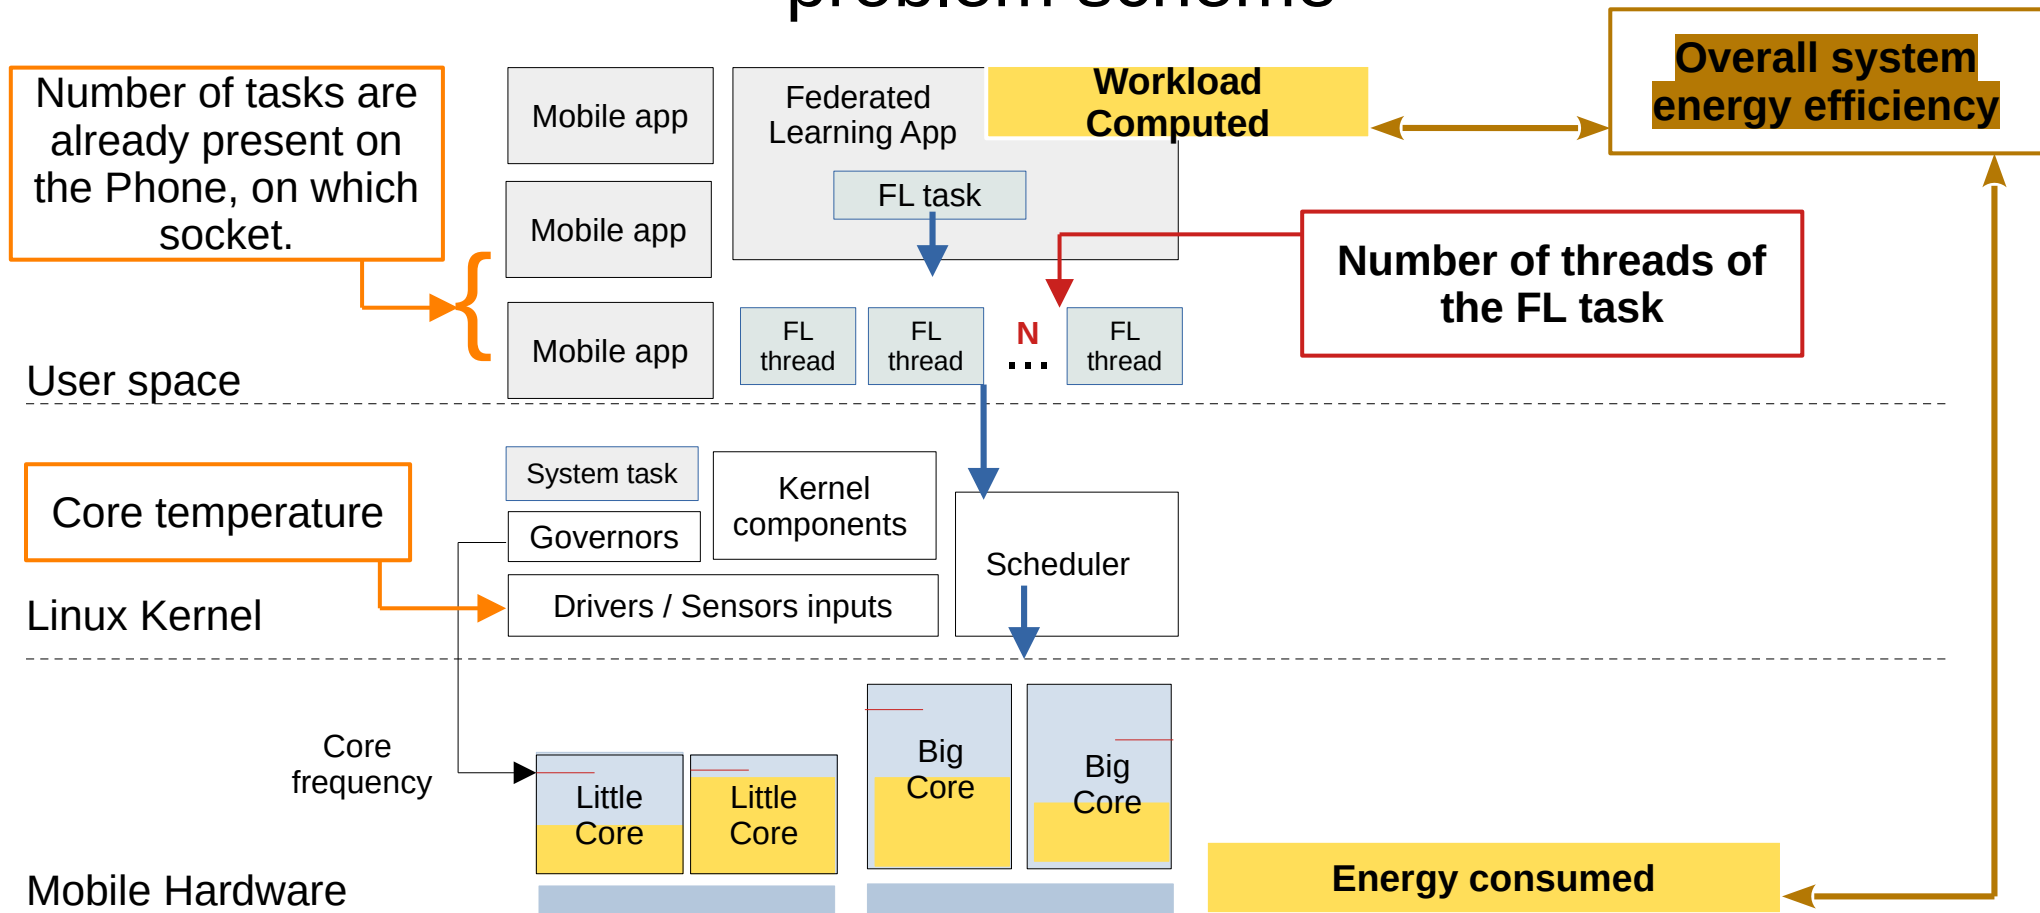 problem scheme
Number of tasks are
already present on
the Phone, on which
socket.
Mobile app
Mobile app
Mobile app
Federated
Learning App
Workload
Computed
FL task
Overall system
energy efficiency
Number of threads of
the FL task
FL
thread
FL
thread
N
...
FL
thread
User space
Core temperature
System task
Governors
Kernel
components
Drivers / Sensors inputs
Scheduler
Linux Kernel
Core
frequency
Little
Core
Little
Core
Big
Core
Big
Core
Energy consumed
Mobile Hardware